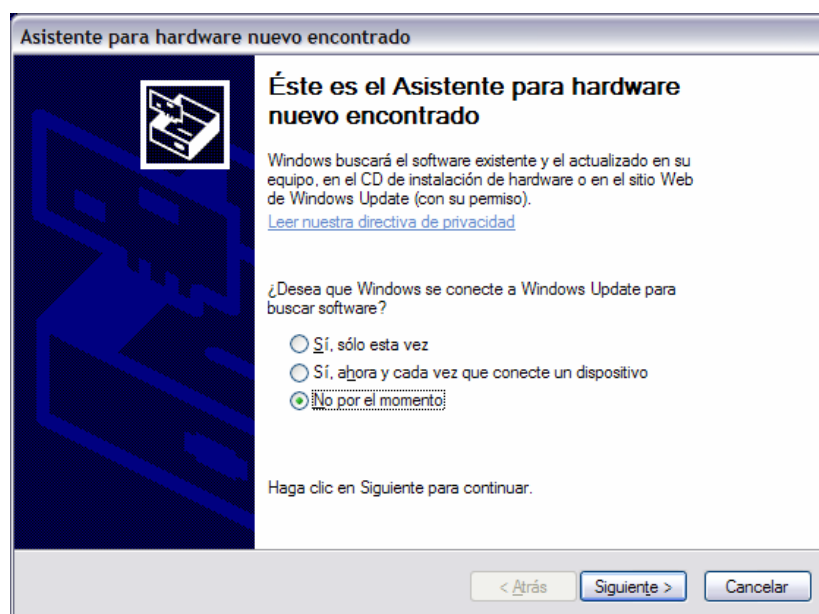 Asistente para hardware nuevo encontrado
Éste es el Asistente para hardware
nuevo encontrado
Windows buscará el software existente y el actualizado en su
equipo, en el CD de instalación de hardware o en el sitio Web
de Windows Update (con su permiso).
Leer nuestra directiva de privacidad
¿Desea que Windows se conecte a Windows Update para
buscar software?
Sí, sólo esta vez
Sí, ahora y cada vez que conecte un dispositivo
No por el momento
Haga clic en Siguiente para continuar.
< Atrás
Siguiente >
Cancelar